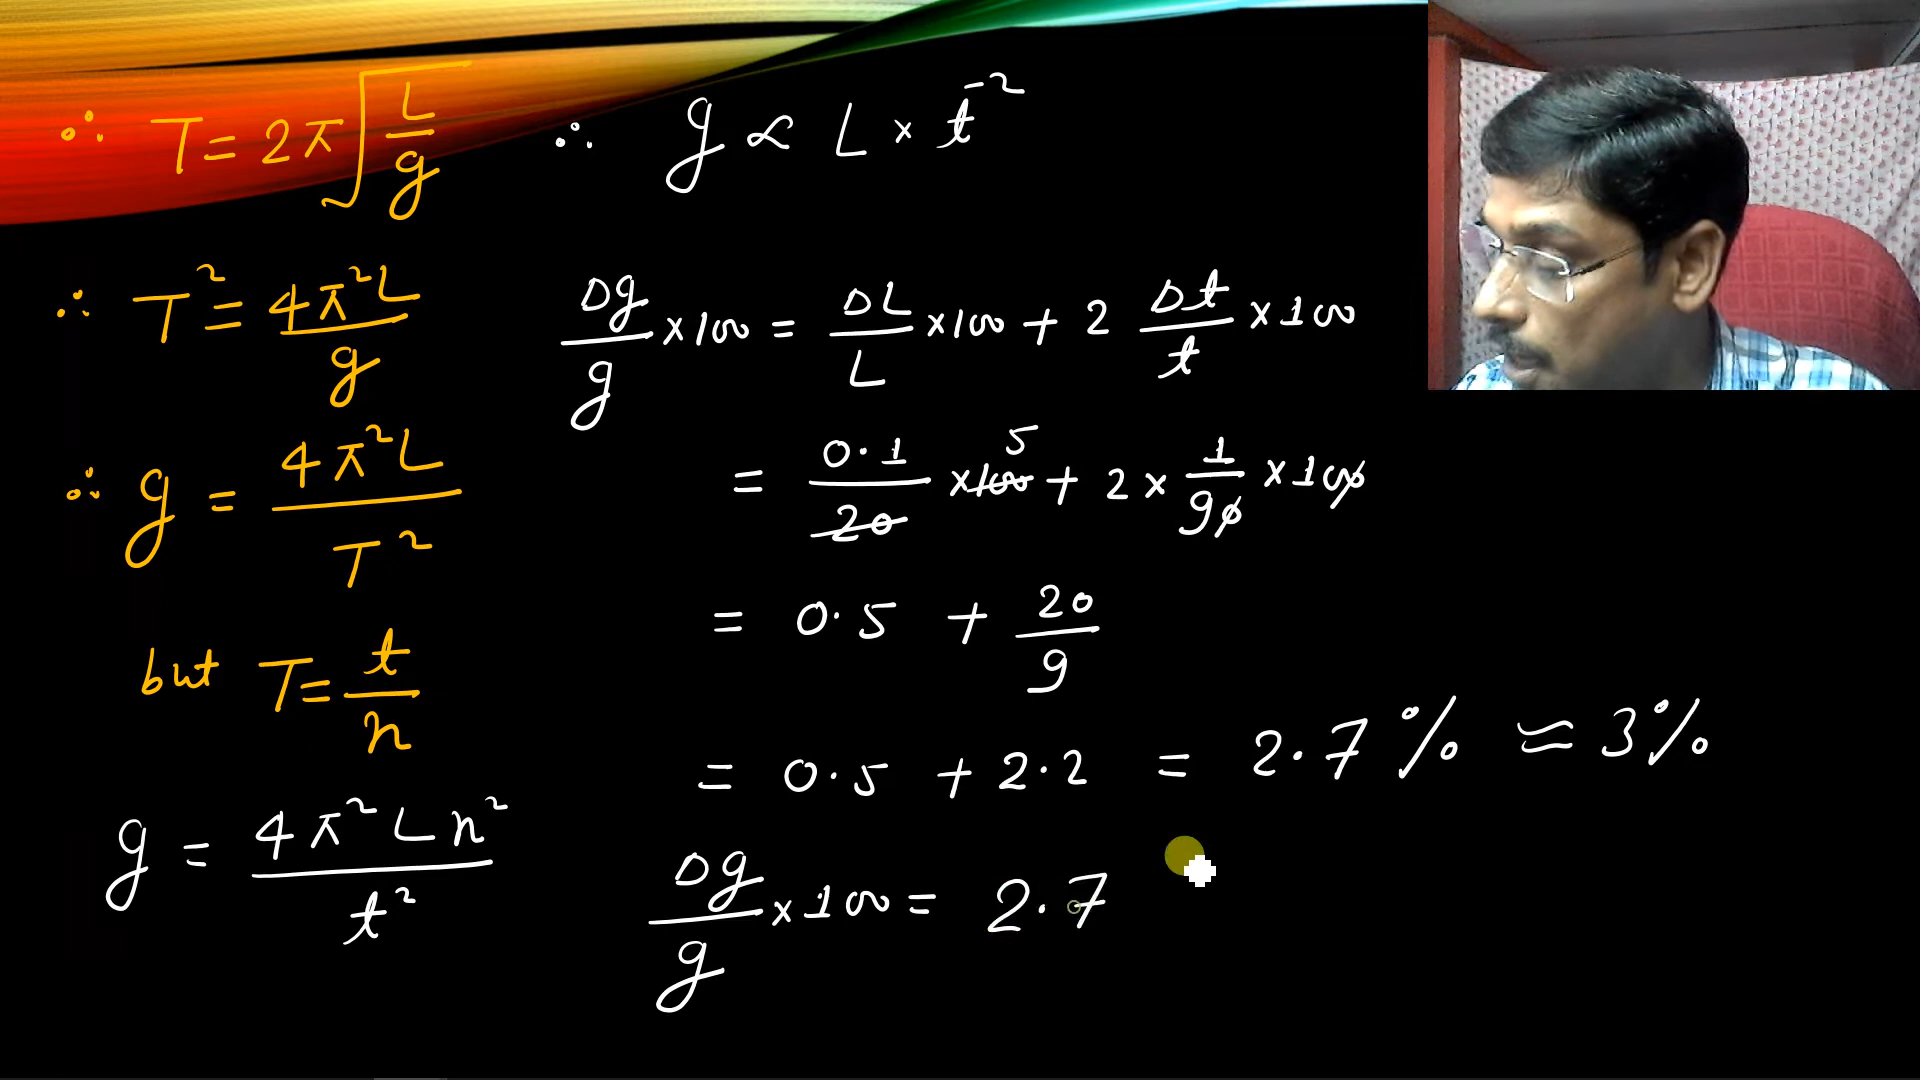 ∴ T = 2π√(L/g)
∴ T² = 4π²L/g
∴ g = 4π²L/T²
but T = t/n
g = 4π²Ln²/t²
∴ g ∝ L × t⁻²
Δg/g ×100 = ΔL/L ×100 + 2 Δt/t ×100
= 0.1/20 ×100 5 + 2 × 1/90 ×100
= 0.5 + 20/9
= 0.5 + 2.2 = 2.7% ≈ 3%
Δg/g ×100 = 2.7